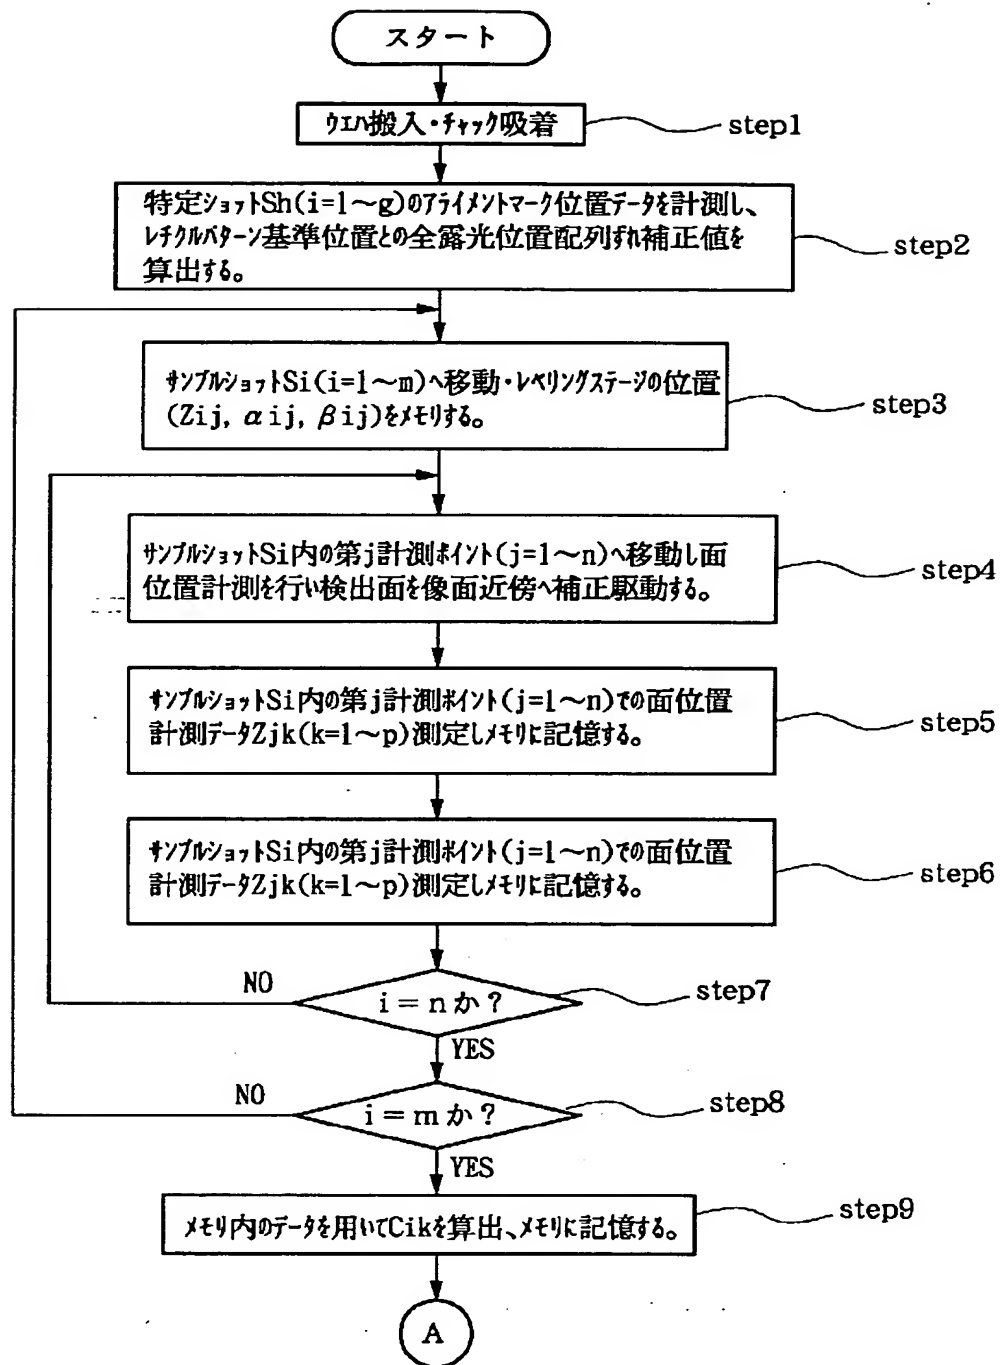 スタート
ウエハ搬入・チャック吸着
step1
特定ショットSh(i=1～g)のアライメントマーク位置データを計測し、
レチクルパターン基準位置との全露光位置配列ずれ補正値を
算出する。
step2
サンプルショットSi(i=1～m)へ移動・レベリングステージの位置
(Zij, αij, βij)をメモリする。
step3
サンプルショットSi内の第j計測ポイント(j=1～n)へ移動し面
位置計測を行い検出面を像面近傍へ補正駆動する。
step4
サンプルショットSi内の第j計測ポイント(j=1～n)での面位置
計測データZjk(k=1～p)測定しメモリに記憶する。
step5
サンプルショットSi内の第j計測ポイント(j=1～n)での面位置
計測データZjk(k=1～p)測定しメモリに記憶する。
step6
NO
i=nか?
step7
YES
NO
i=mか?
step8
YES
メモリ内のデータを用いてCikを算出、メモリに記憶する。
step9
A